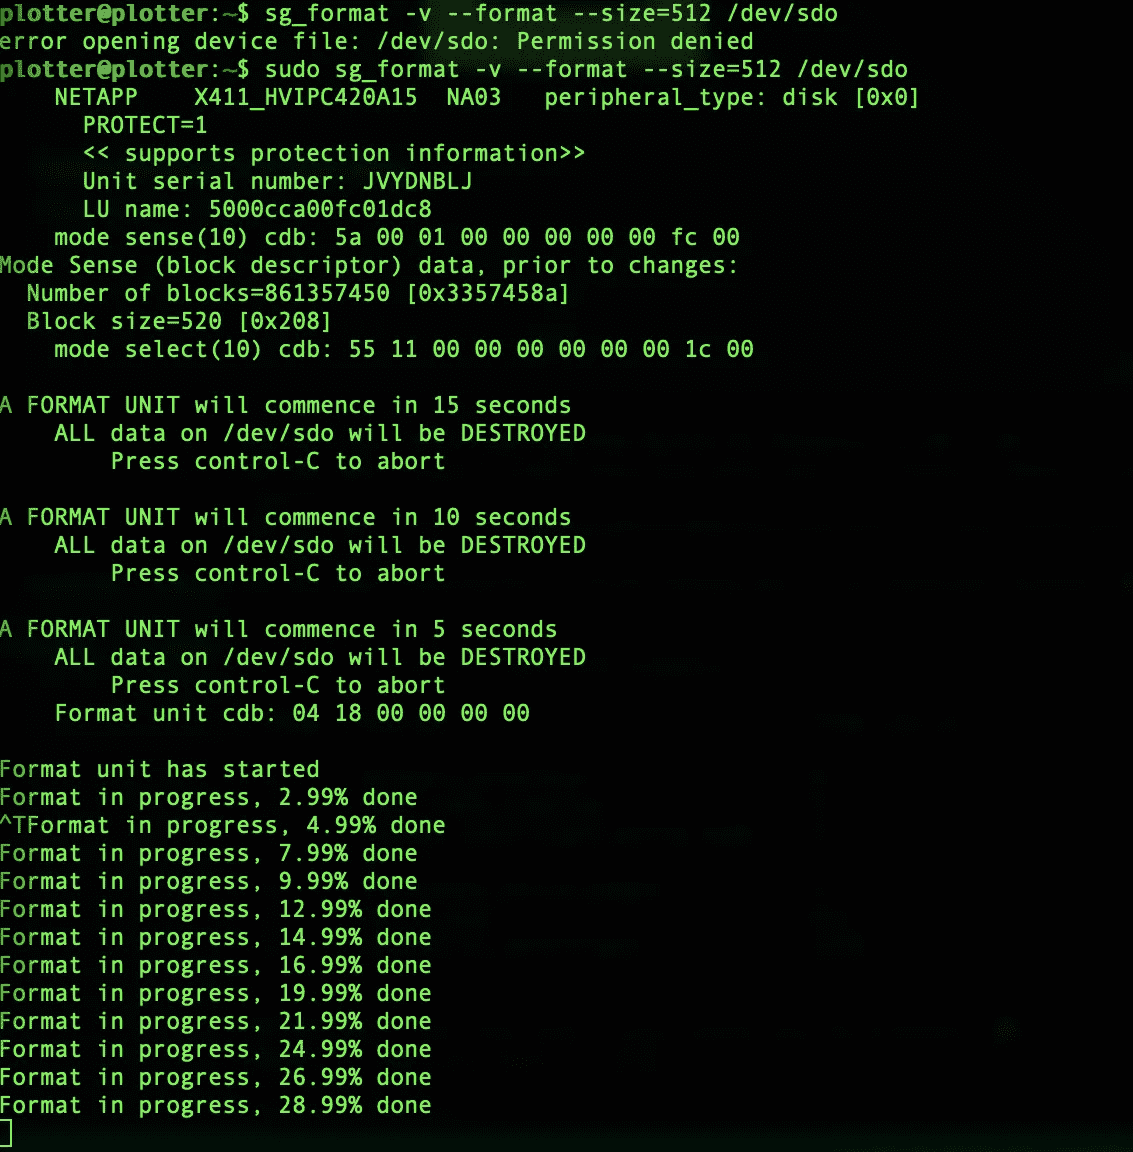 plotter@plotter:~$ sg_format -v --format --size=512 /dev/sdo
error opening device file: /dev/sdo: Permission denied
plotter@plotter:~$ sudo sg_format -v --format --size=512 /dev/sdo
    NETAPP    X411_HVIPC420A15  NA03   peripheral_type: disk [0x0]
      PROTECT=1
      << supports protection information>>
      Unit serial number: JVYDNBLJ
      LU name: 5000cca00fc01dc8
    mode sense(10) cdb: 5a 00 01 00 00 00 00 00 fc 00
Mode Sense (block descriptor) data, prior to changes:
  Number of blocks=861357450 [0x3357458a]
  Block size=520 [0x208]
    mode select(10) cdb: 55 11 00 00 00 00 00 00 1c 00

A FORMAT UNIT will commence in 15 seconds
    ALL data on /dev/sdo will be DESTROYED
        Press control-C to abort

A FORMAT UNIT will commence in 10 seconds
    ALL data on /dev/sdo will be DESTROYED
        Press control-C to abort

A FORMAT UNIT will commence in 5 seconds
    ALL data on /dev/sdo will be DESTROYED
        Press control-C to abort
    Format unit cdb: 04 18 00 00 00 00

Format unit has started
Format in progress, 2.99% done
^TFormat in progress, 4.99% done
Format in progress, 7.99% done
Format in progress, 9.99% done
Format in progress, 12.99% done
Format in progress, 14.99% done
Format in progress, 16.99% done
Format in progress, 19.99% done
Format in progress, 21.99% done
Format in progress, 24.99% done
Format in progress, 26.99% done
Format in progress, 28.99% done